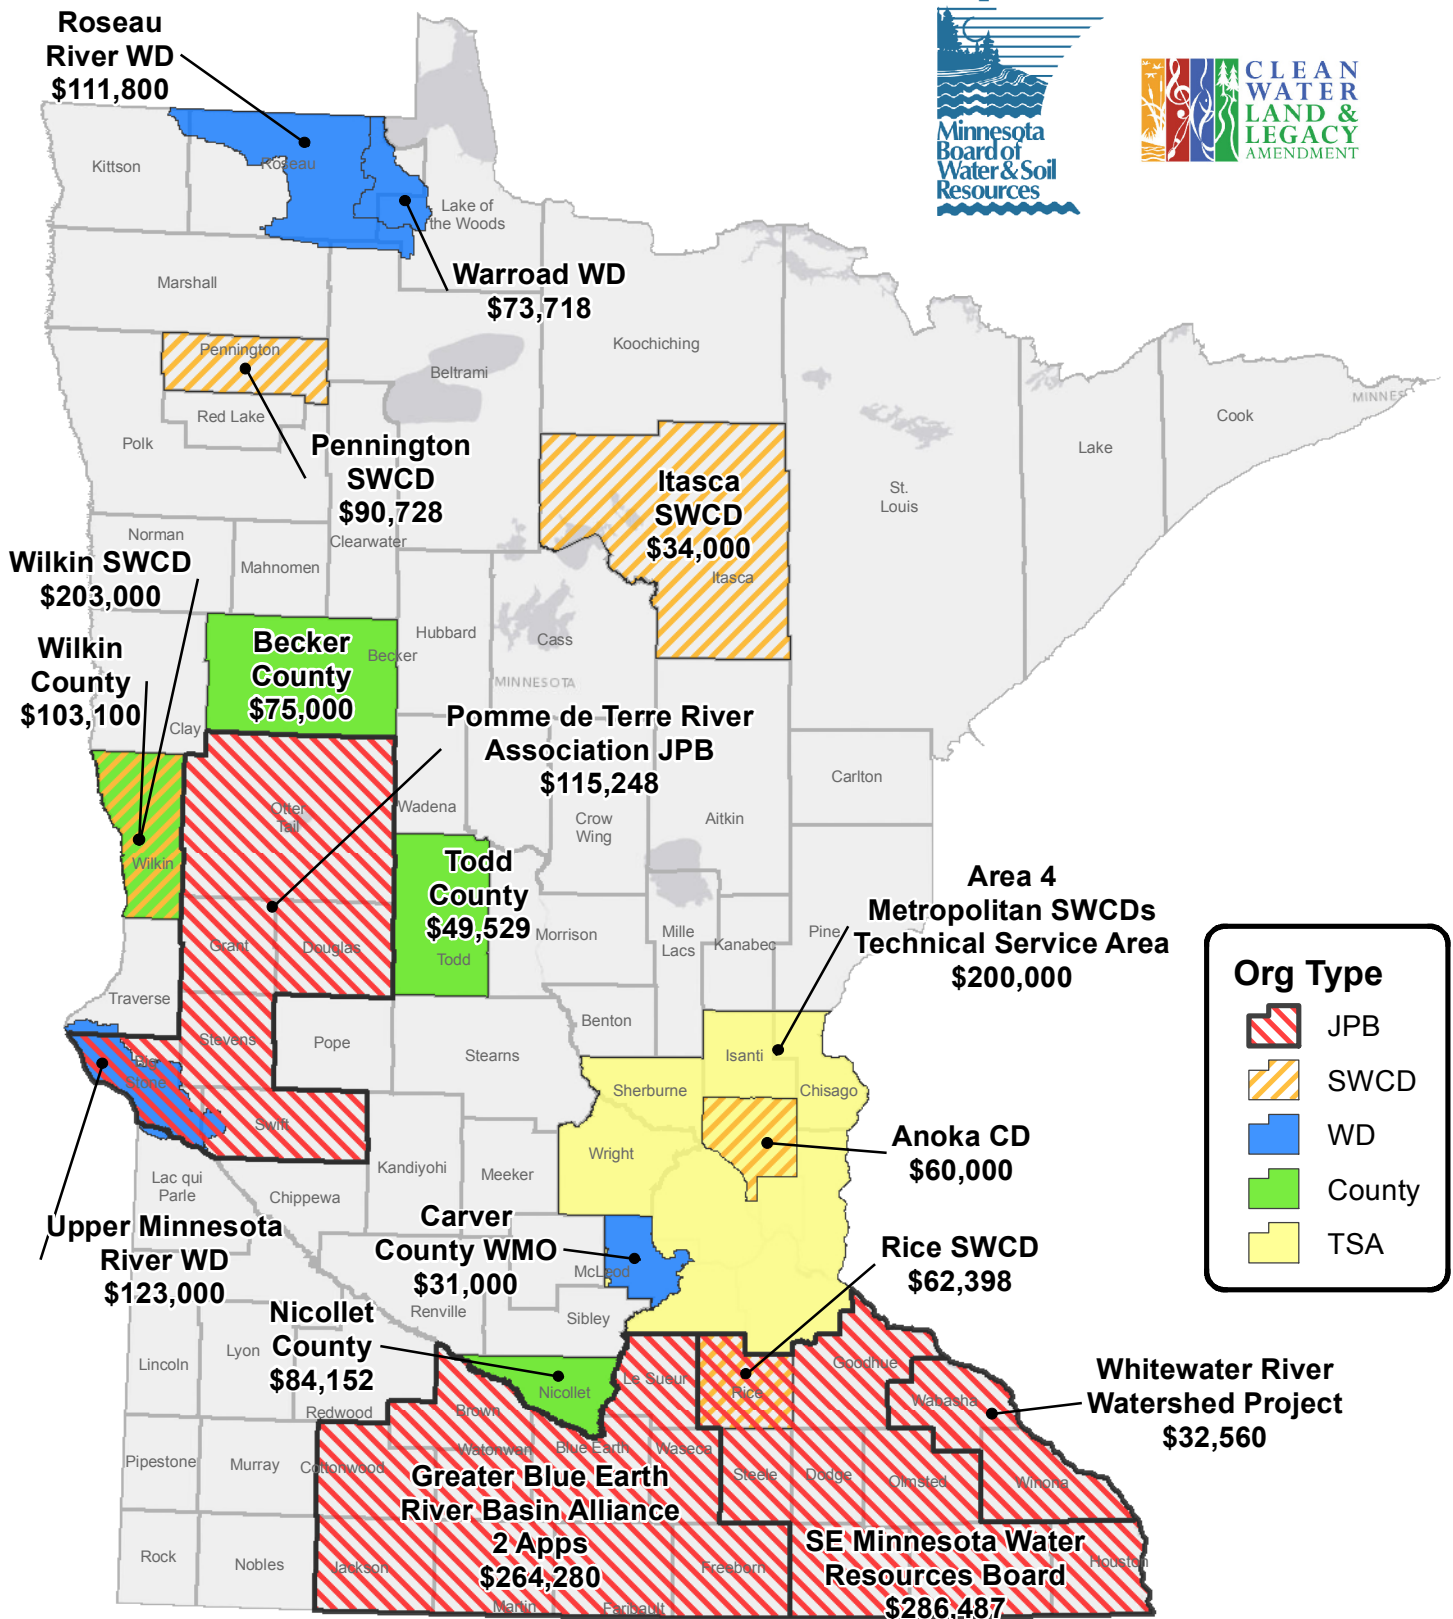 Roseau
River WD
$111,800
Minnesota
Board of
Water & Soil
Resources
CLEAN
WATER
LAND &
LEGACY
AMENDMENT
Kittson
Roseau
Lake of
the Woods
Warroad WD
$73,718
Marshall
Pennington
Koochiching
Beltrami
Red Lake
Polk
Cook
MINNES
Lake
Pennington
SWCD
$90,728
Itasca
SWCD
$34,000
Itasca
St.
Louis
Norman
Clearwater
Mahnomen
Wilkin SWCD
$203,000
Wilkin
County
$103,100
Becker
County
$75,000
Becker
Hubbard
Cass
MINNESOTA
Clay
Pomme de Terre River
Association JPB
$115,248
Carlton
Otter
Tail
Wadena
Crow
Wing
Aitkin
Wilkin
Todd
County
$49,529
Todd
Area 4
Metropolitan SWCDs
Technical Service Area
$200,000
Grant
Douglas
Morrison
Mille
Lacs
Kanabec
Pine
Traverse
Benton
Stevens
Pope
Stearns
Isanti
Big
Stone
Sherburne
Chisago
Swift
Wright
Anoka CD
$60,000
Kandiyohi
Meeker
Lac qui
Parle
Chippewa
Upper Minnesota
River WD
$123,000
Carver
County WMO
$31,000
McLeod
Rice SWCD
$62,398
Renville
Sibley
Nicollet
County
$84,152
Lincoln
Lyon
Nicollet
Le Sueur
Rice
Goodhue
Wabasha
Whitewater River
Watershed Project
$32,560
Redwood
Brown
Pipestone
Murray
Cottonwood
Watonwan
Blue Earth
Waseca
Steele
Dodge
Olmsted
Winona
Greater Blue Earth
River Basin Alliance
2 Apps
$264,280
SE Minnesota Water
Resources Board
$286,487
Rock
Nobles
Jackson
Martin
Faribault
Freeborn
Houston
Org Type
JPB
SWCD
WD
County
TSA